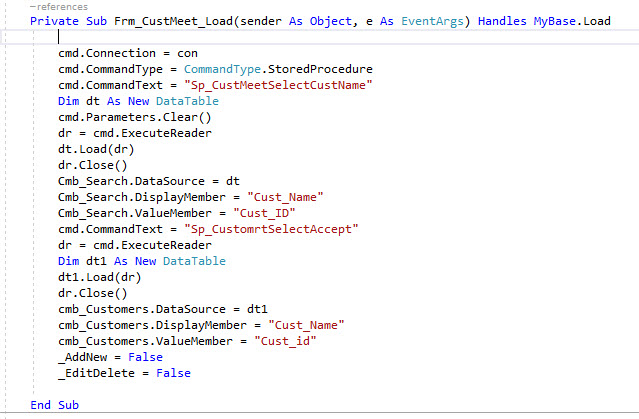 –references
Private Sub Frm_CustMeet_Load(sender As Object, e As EventArgs) Handles MyBase.Load
cmd.Connection = con
cmd.CommandType = CommandType.StoredProcedure
cmd.CommandText = "Sp_CustMeetSelectCustName"
Dim dt As New DataTable
cmd.Parameters.Clear()
dr = cmd.ExecuteReader
dt.Load(dr)
dr.Close()
Cmb_Search.DataSource = dt
Cmb_Search.DisplayMember = "Cust_Name"
Cmb_Search.ValueMember = "Cust_ID"
cmd.CommandText = "Sp_CustomrtSelectAccept"
dr = cmd.ExecuteReader
Dim dt1 As New DataTable
dt1.Load(dr)
dr.Close()
cmb_Customers.DataSource = dt1
cmb_Customers.DisplayMember = "Cust_Name"
cmb_Customers.ValueMember = "Cust_id"
_AddNew = False
_EditDelete = False
End Sub